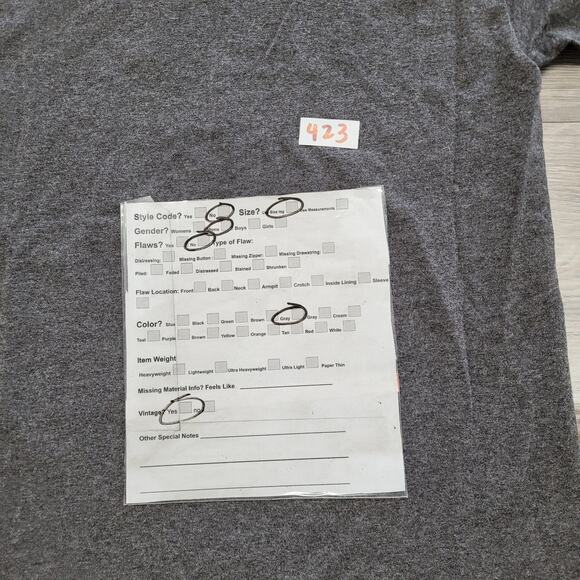 423
Style Code? Yes No Size? Size tag Use Measurements
Gender? Womens Mens Boys Girls
Flaws? Yes No Type of Flaw:
Distressing: Missing Button: Missing Zipper: Missing Drawstring:
Pilled: Faded Distressed Stained Shrunken
Flaw Location: Front Back Neck Armpit Crotch Inside Lining Sleeve
Color? Blue Black Green Brown Gray Gray Cream
Teal Purple Brown Yellow Orange Tan Red White
Item Weight
Heavyweight Lightweight Ultra Heavyweight Ultra Light Paper Thin
Missing Material Info? Feels Like
Vintage? Yes no
Other Special Notes